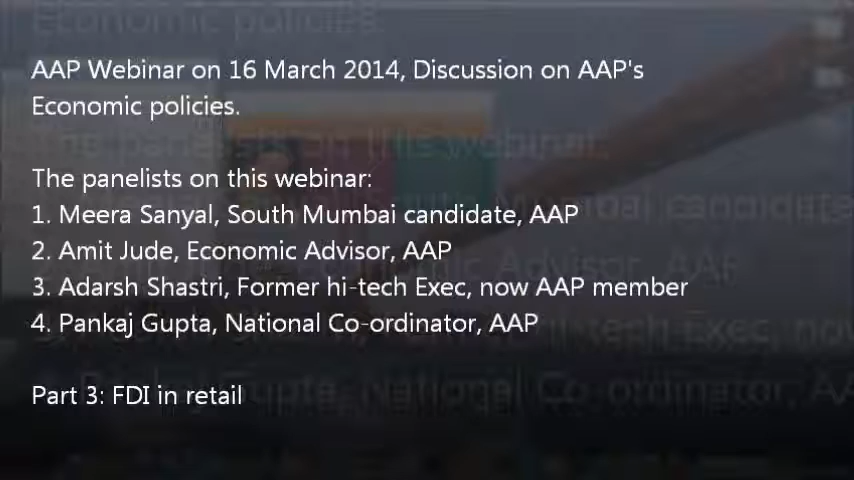 AAP Webinar on 16 March 2014, Discussion on AAP's
Economic policies.
The panelists on this webinar:
1. Meera Sanyal, South Mumbai candidate, AAP
2. Amit Jude, Economic Advisor, AAP
3. Adarsh Shastri, Former hi-tech Exec, now AAP member
4. Pankaj Gupta, National Co-ordinator, AAP
Part 3: FDI in retail